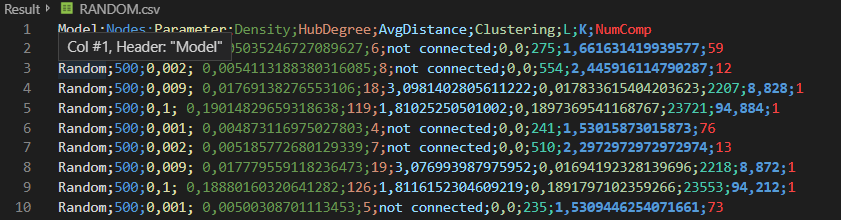 Result > RANDOM.csv
1 Model;Nodes;Parameter;Density;HubDegree;AvgDistance;Clustering;L;K;NumComp
Col #1, Header: "Model"
2 005035246727089627;6;not connected;0,0;275;1,661631419939577;59
3 Random;500;0,002; 0,0054113188380316085;8;not connected;0,0;554;2,445916114790287;12
4 Random;500;0,009; 0,01769138276553106;18;3,0981402805611222;0,017833615404203623;2207;8,828;1
5 Random;500;0,1; 0,19014829659318638;119;1,81025250501002;0,1897369541168767;23721;94,884;1
6 Random;500;0,001; 0,004873116975027803;4;not connected;0,0;241;1,53015873015873;76
7 Random;500;0,002; 0,005185772680129339;7;not connected;0,0;510;2,2972972972972974;13
8 Random;500;0,009; 0,017779559118236473;19;3,076993987975952;0,01694192328139696;2218;8,872;1
9 Random;500;0,1; 0,18880160320641282;126;1,8116152304609219;0,1891797102359266;23553;94,212;1
10 Random;500;0,001; 0,00500308701113453;5;not connected;0,0;235;1,5309446254071661;73